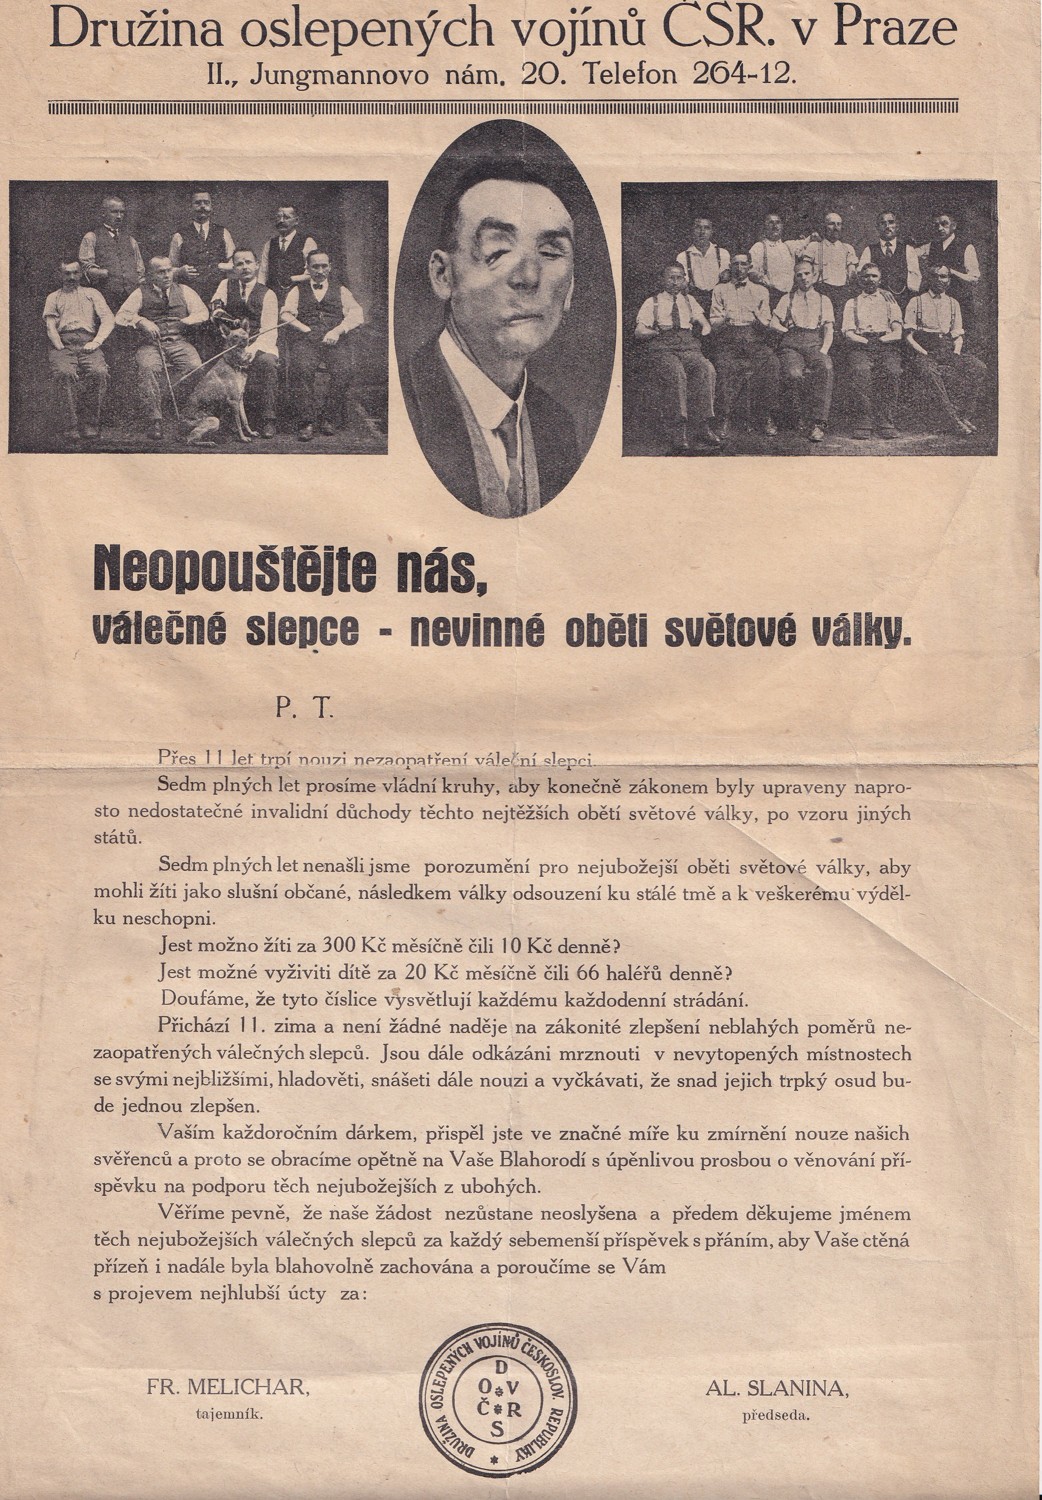 Družina oslepených vojínů ČSR. v Praze
II., Jungmannovo nám. 20. Telefon 264-12.
Neopouštějte nás,
válečné slepce - nevinné oběti světové války.
P. T.
Přes 11 let trpí nouzi nezaopatření váleční slepci.
Sedm plných let prosíme vládní kruhy, aby konečně zákonem byly upraveny napro-
sto nedostatečné invalidní důchody těchto nejtěžších obětí světové války, po vzoru jiných
států.
Sedm plných let nenašli jsme porozumění pro nejubožejší oběti světové války, aby
mohli žíti jako slušní občané, následkem války odsouzení ku stálé tmě a k veškerému výděl-
ku neschopni.
Jest možno žíti za 300 Kč měsíčně čili 10 Kč denně?
Jest možné vyživiti dítě za 20 Kč měsíčně čili 66 haléřů denně?
Doufáme, že tyto číslice vysvětlují každému každodenní strádání.
Přichází 11. zima a není žádné naděje na zákonité zlepšení neblahých poměrů ne-
zaopatřených válečných slepců. Jsou dále odkázáni mrznouti v nevytopených místnostech
se svými nejbližšími, hladověti, snášeti dále nouzi a vyčkávati, že snad jejich trpký osud bu-
de jednou zlepšen.
Vaším každoročním dárkem, přispěl jste ve značné míře ku zmírnění nouze našich
svěřenců a proto se obracíme opětně na Vaše Blahorodí s úpěnlivou prosbou o věnování pří-
spěvku na podporu těch nejubožejších z ubohých.
Věříme pevně, že naše žádost nezůstane neoslyšena a předem děkujeme jménem
těch nejubožejších válečných slepců za každý sebemenší příspěvek s přáním, aby Vaše ctěná
přízeň i nadále byla blahovolně zachována a poroučíme se Vám
s projevem nejhlubší úcty za:
FR. MELICHAR,
tajemník.
DRUŽINA OSLEPENÝCH VOJÍNŮ ČESKOSLOV. REPUBLIKY
D
O*V
Č*R
S
AL. SLANINA,
předseda.